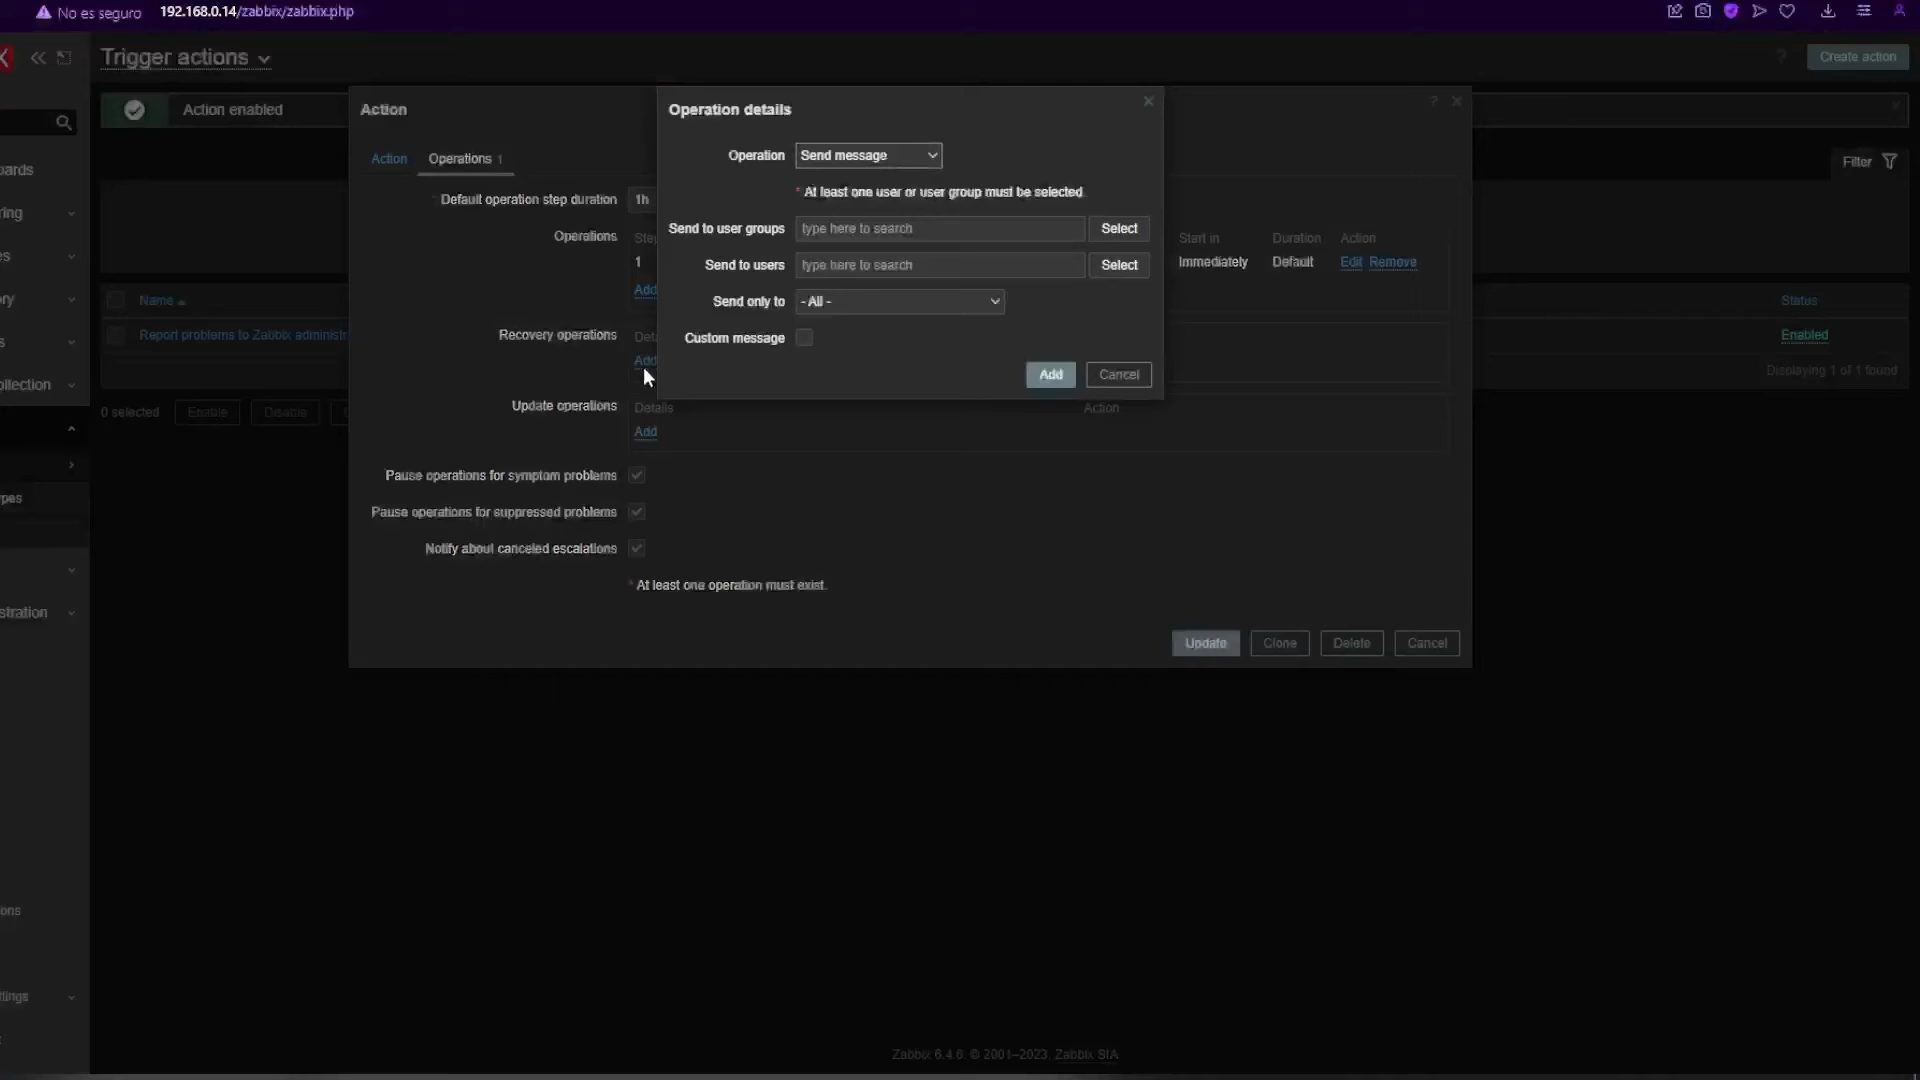 No es seguro 192.168.0.14/zabbix/zabbix.php
Trigger actions
? Create action
Action enabled
Action
Operation details
? 
Action Operations 1
Operation Send message
* At least one user or user group must be selected.
Filter
Default operation step duration 1h
Send to user groups type here to search Select
Operations
Start in Duration Action
1
Send to users type here to search Select
Immediately Default Edit Remove
Add
Send only to - All -
Name
Status
Recovery operations
Custom message
Report problems to Zabbix
Enabled
Add
Add Cancel
Displaying 1 of 1 found
Update operations Details Action
0 selected Enable Disable
Add
Pause operations for symptom problems
Pause operations for suppressed problems
Notify about canceled escalations
* At least one operation must exist.
Update Clone Delete Cancel
Zabbix 6.4.6. © 2001–2023, Zabbix SIA